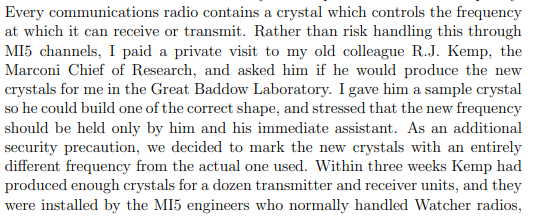 Every communications radio contains a crystal which controls the frequency
at which it can receive or transmit. Rather than risk handling this through
MI5 channels, I paid a private visit to my old colleague R.J. Kemp, the
Marconi Chief of Research, and asked him if he would produce the new
crystals for me in the Great Baddow Laboratory. I gave him a sample crystal
so he could build one of the correct shape, and stressed that the new frequency
should be held only by him and his immediate assistant. As an additional
security precaution, we decided to mark the new crystals with an entirely
different frequency from the actual one used. Within three weeks Kemp had
produced enough crystals for a dozen transmitter and receiver units, and they
were installed by the MI5 engineers who normally handled Watcher radios,